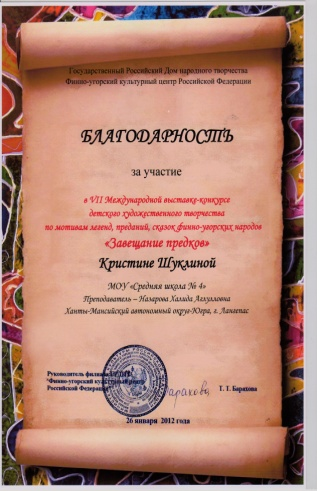 Государственный Российский Дом народного творчества
Финно-угорский культурный центр Российской Федерации
БЛАГОДАРНОСТЬ
за участие
в VII Международной выставке-конкурсе
детского художественного творчества
по мотивам легенд, преданий, сказок финно-угорских народов
«Завещание предков»
Кристине Шуклиной
МОУ «Средняя школа № 4»
Преподаватель – Назарова Халида
Ханты-Мансийский автономный округ-Югра, г. Лангепас
Руководитель филиала
"Финно-угорский культурный центр
Российской Федерации"
Т. Т. Барахова
26 января 2012 года